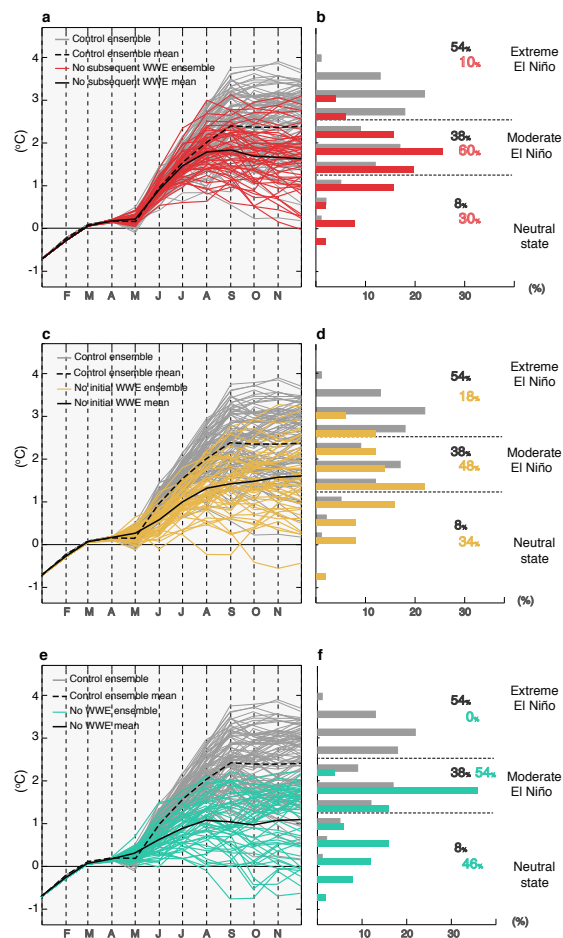 a
Control ensemble
Control ensemble mean
No subsequent WWE ensemble
No subsequent WWE mean
(°C)
4
3
2
1
0
-1
F M A M J J A S O N
b
54%
10%
Extreme
El Niño
38%
60%
Moderate
El Niño
8%
30%
Neutral
state
10 20 30
(%)
c
Control ensemble
Control ensemble mean
No initial WWE ensemble
No initial WWE mean
(°C)
4
3
2
1
0
-1
F M A M J J A S O N
d
54%
18%
Extreme
El Niño
38%
48%
Moderate
El Niño
8%
34%
Neutral
state
10 20 30
(%)
e
Control ensemble
Control ensemble mean
No WWE ensemble
No WWE mean
(°C)
4
3
2
1
0
-1
F M A M J J A S O N
f
54%
0%
Extreme
El Niño
38% 54%
Moderate
El Niño
8%
46%
Neutral
state
10 20 30
(%)